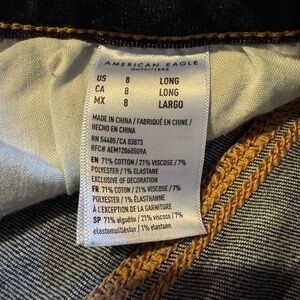 AMERICAN EAGLE
OUTFITTERS
US 8 LONG
CA 8 LONG
MX 8 LARGO
MADE IN CHINA / FABRIQUÉ EN CHINE /
HECHO EN CHINA
RN 54485/ CA 03873
RFC# AEM120605U9A
EN 71% COTTON / 21% VISCOSE / 7%
POLYESTER / 1% ELASTANE
EXCLUSIVE OF DECORATION
FR 71% COTON / 21% VISCOSE / 7%
POLYESTER / 1% ÉLASTHANNE
À L'EXCEPTION DE LA GARNITURE
SP 71% algodón / 21% viscosa / 7%
elastomultiéster / 1% elastano